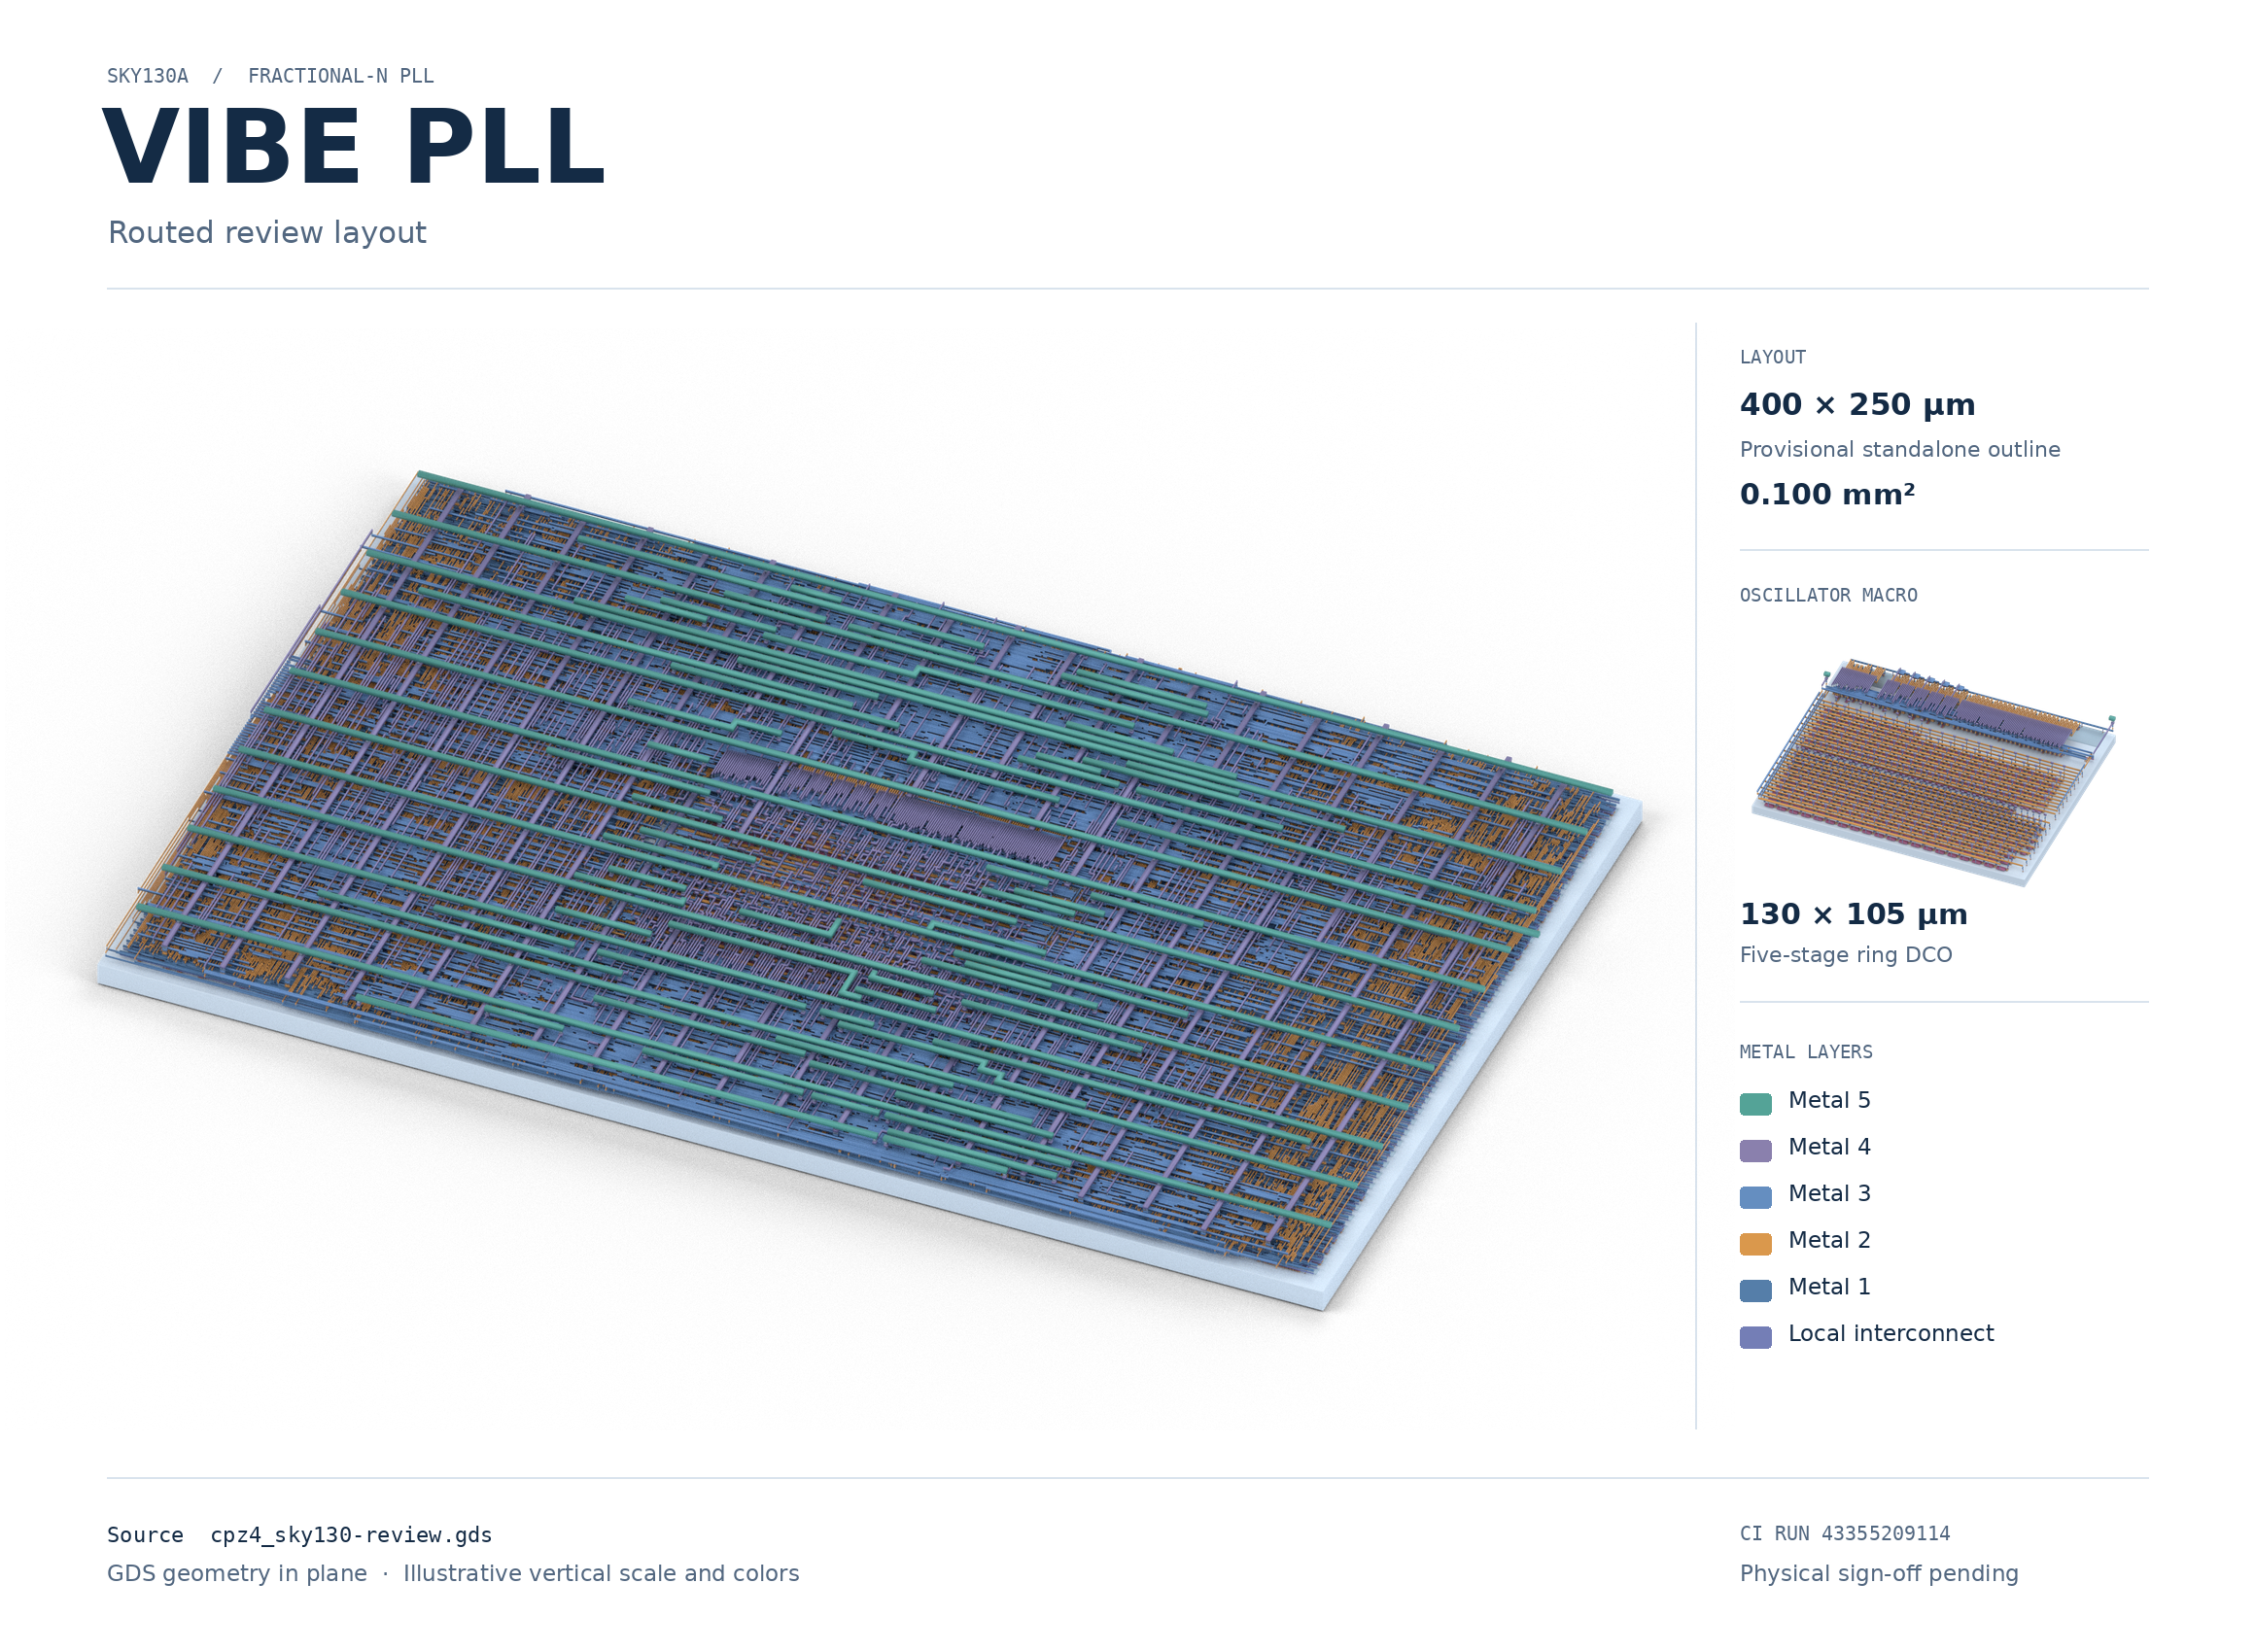 SKY130A / FRACTIONAL-N PLL
VIBE PLL
Routed review layout
LAYOUT
400 × 250 µm
Provisional standalone outline
0.100 mm²
OSCILLATOR MACRO
130 × 105 µm
Five-stage ring DCO
METAL LAYERS
Metal 5
Metal 4
Metal 3
Metal 2
Metal 1
Local interconnect
Source cpz4_sky130-review.gds
GDS geometry in plane · Illustrative vertical scale and colors
CI RUN 43355209114
Physical sign-off pending